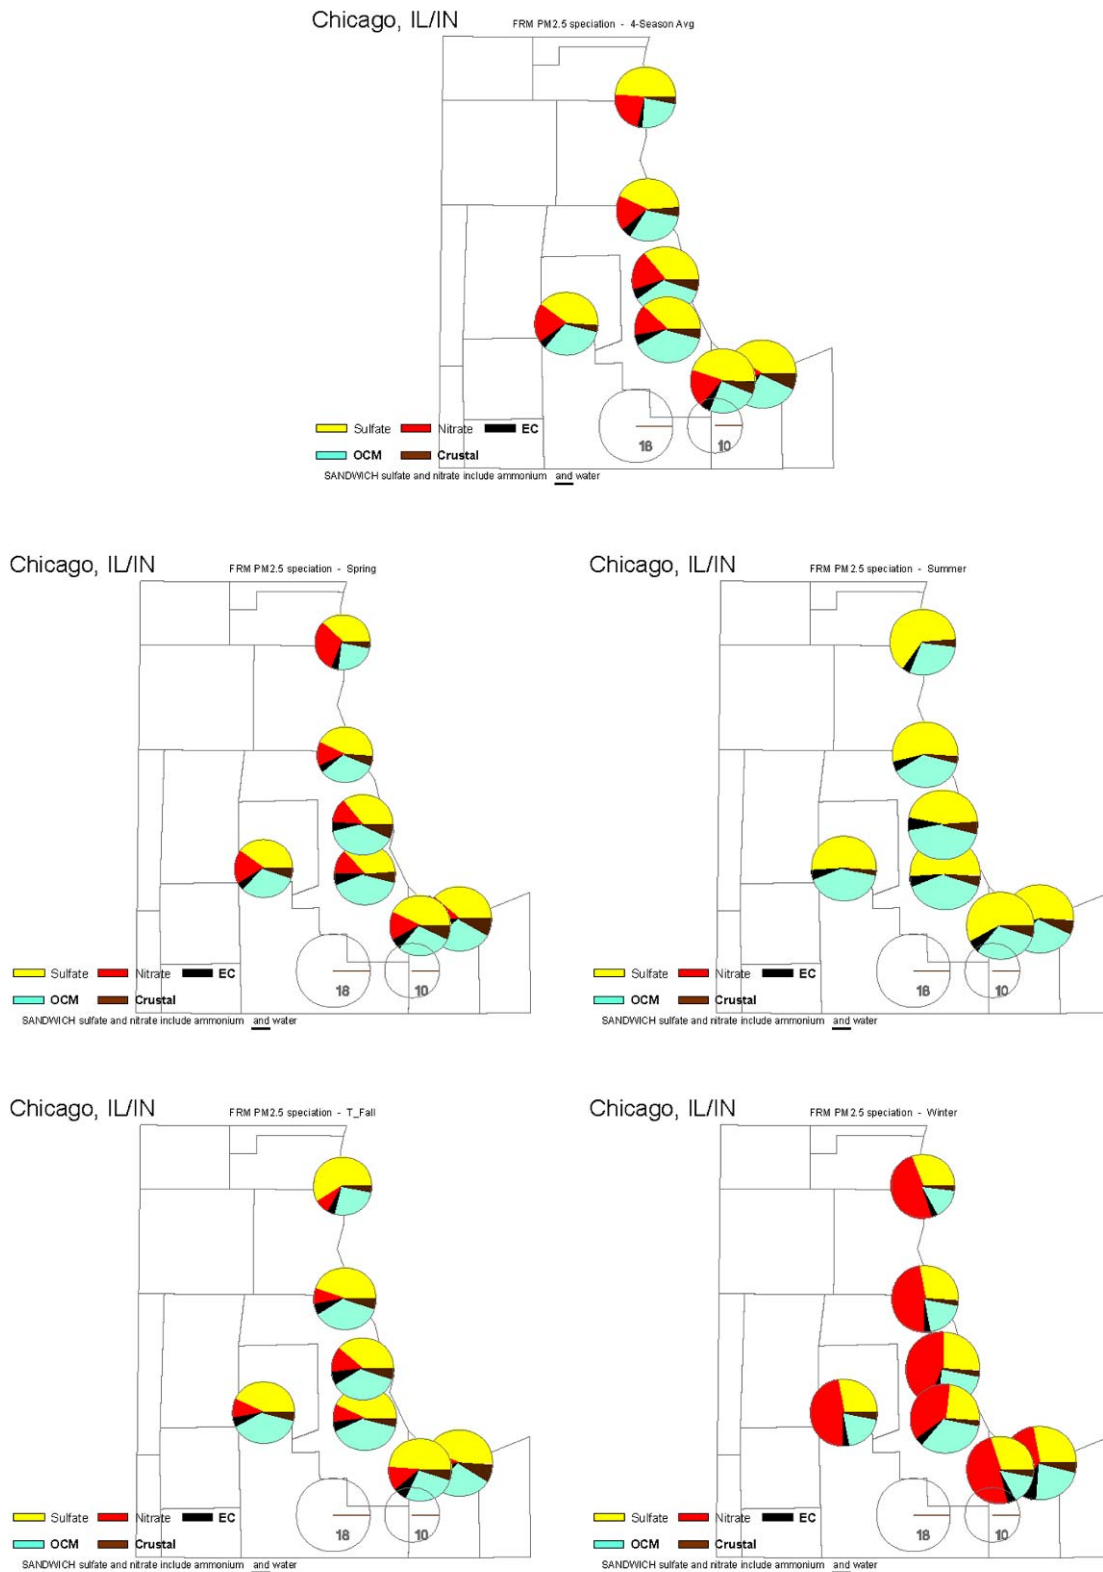 Chicago, IL/IN FRM PM2.5 speciation - 4-Season Avg
18 10
Sulfate Nitrate EC
OCM Crustal
SANDWICH sulfate and nitrate include ammonium and water
Chicago, IL/IN FRM PM2.5 speciation - Spring
18 10
Sulfate Nitrate EC
OCM Crustal
SANDWICH sulfate and nitrate include ammonium and water
Chicago, IL/IN FRM PM2.5 speciation - Summer
18 10
Sulfate Nitrate EC
OCM Crustal
SANDWICH sulfate and nitrate include ammonium and water
Chicago, IL/IN FRM PM2.5 speciation - T_Fall
18 10
Sulfate Nitrate EC
OCM Crustal
SANDWICH sulfate and nitrate include ammonium and water
Chicago, IL/IN FRM PM2.5 speciation - Winter
18 10
Sulfate Nitrate EC
OCM Crustal
SANDWICH sulfate and nitrate include ammonium and water